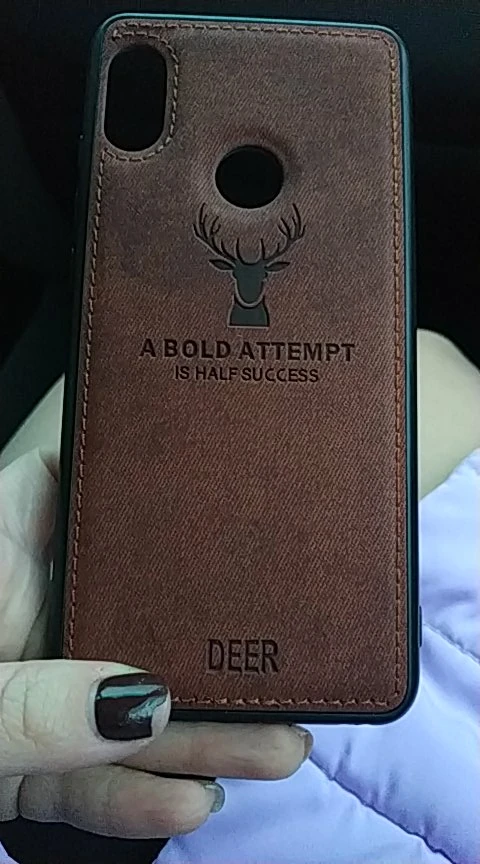 A BOLD ATTEMPT
IS HALF SUCCESS
DEER